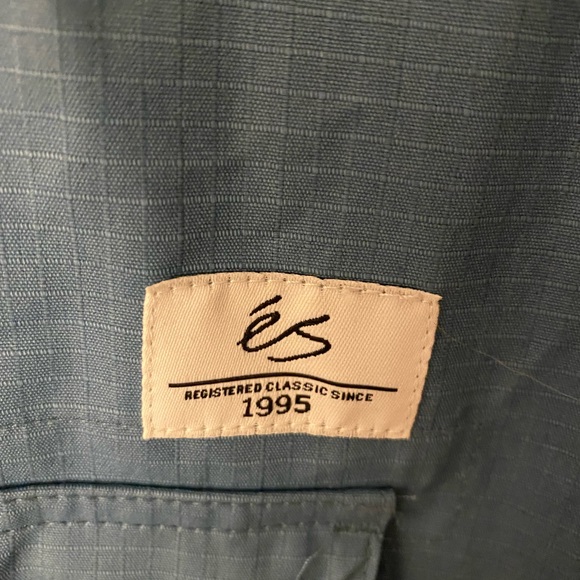 éS
REGISTERED CLASSIC SINCE
1995